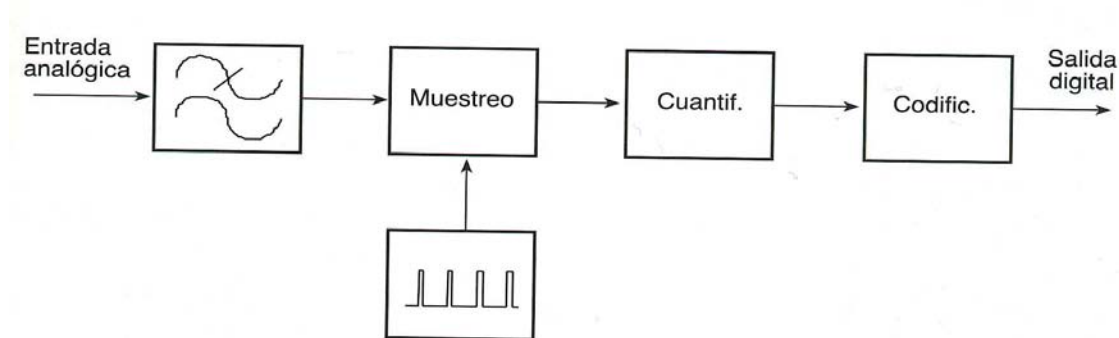 Entrada
analógica
Muestreo
Cuantif.
Codific.
Salida
digital